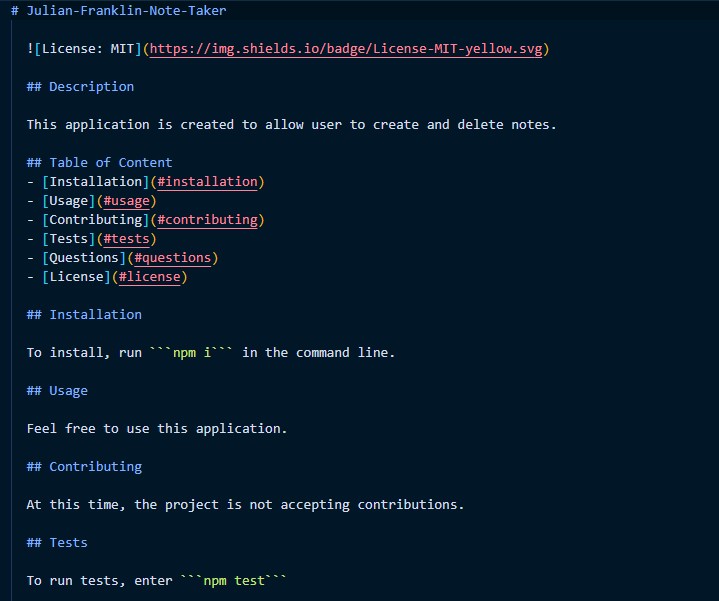 # Julian-Franklin-Note-Taker
![License: MIT](https://img.shields.io/badge/License-MIT-yellow.svg)
## Description
This application is created to allow user to create and delete notes.
## Table of Content
- [Installation](#installation)
- [Usage](#usage)
- [Contributing](#contributing)
- [Tests](#tests)
- [Questions](#questions)
- [License](#license)
## Installation
To install, run ```npm i``` in the command line.
## Usage
Feel free to use this application.
## Contributing
At this time, the project is not accepting contributions.
## Tests
To run tests, enter ```npm test```